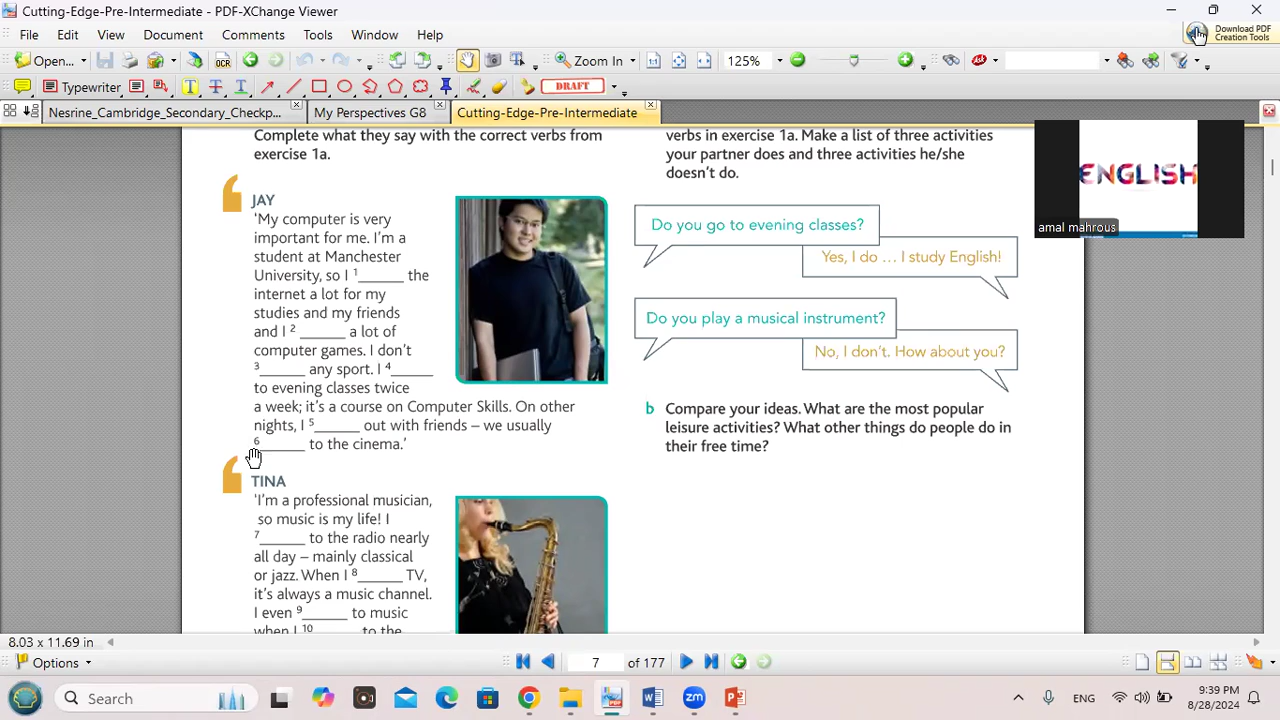 Cutting-Edge-Pre-Intermediate - PDF-XChange Viewer
File Edit View Document Comments Tools Window Help
Download PDF
Creation Tools
Open... OCR Zoom In 125% Ask
Typewriter DRAFT
Nesrine_Cambridge_Secondary_Checkp... My Perspectives G8 Cutting-Edge-Pre-Intermediate
Complete what they say with the correct verbs from
exercise 1a.
JAY
‘My computer is very
important for me. I’m a
student at Manchester
University, so I 1______ the
internet a lot for my
studies and my friends
and I 2 ______ a lot of
computer games. I don’t
3______ any sport. I 4______
to evening classes twice
a week; it’s a course on Computer Skills. On other
nights, I 5______ out with friends – we usually
6______ to the cinema.’
TINA
‘I’m a professional musician,
so music is my life! I
7______ to the radio nearly
all day – mainly classical
or jazz. When I 8______ TV,
it’s always a music channel.
I even 9______ to music
when I 10______ to the
verbs in exercise 1a. Make a list of three activities
your partner does and three activities he/she
doesn’t do.
Do you go to evening classes?
Yes, I do … I study English!
Do you play a musical instrument?
No, I don’t. How about you?
b Compare your ideas. What are the most popular
leisure activities? What other things do people do in
their free time?
ENGLISH
amal mahrous
8.03 x 11.69 in
Options 7 of 177
Search ENG 9:39 PM
8/28/2024